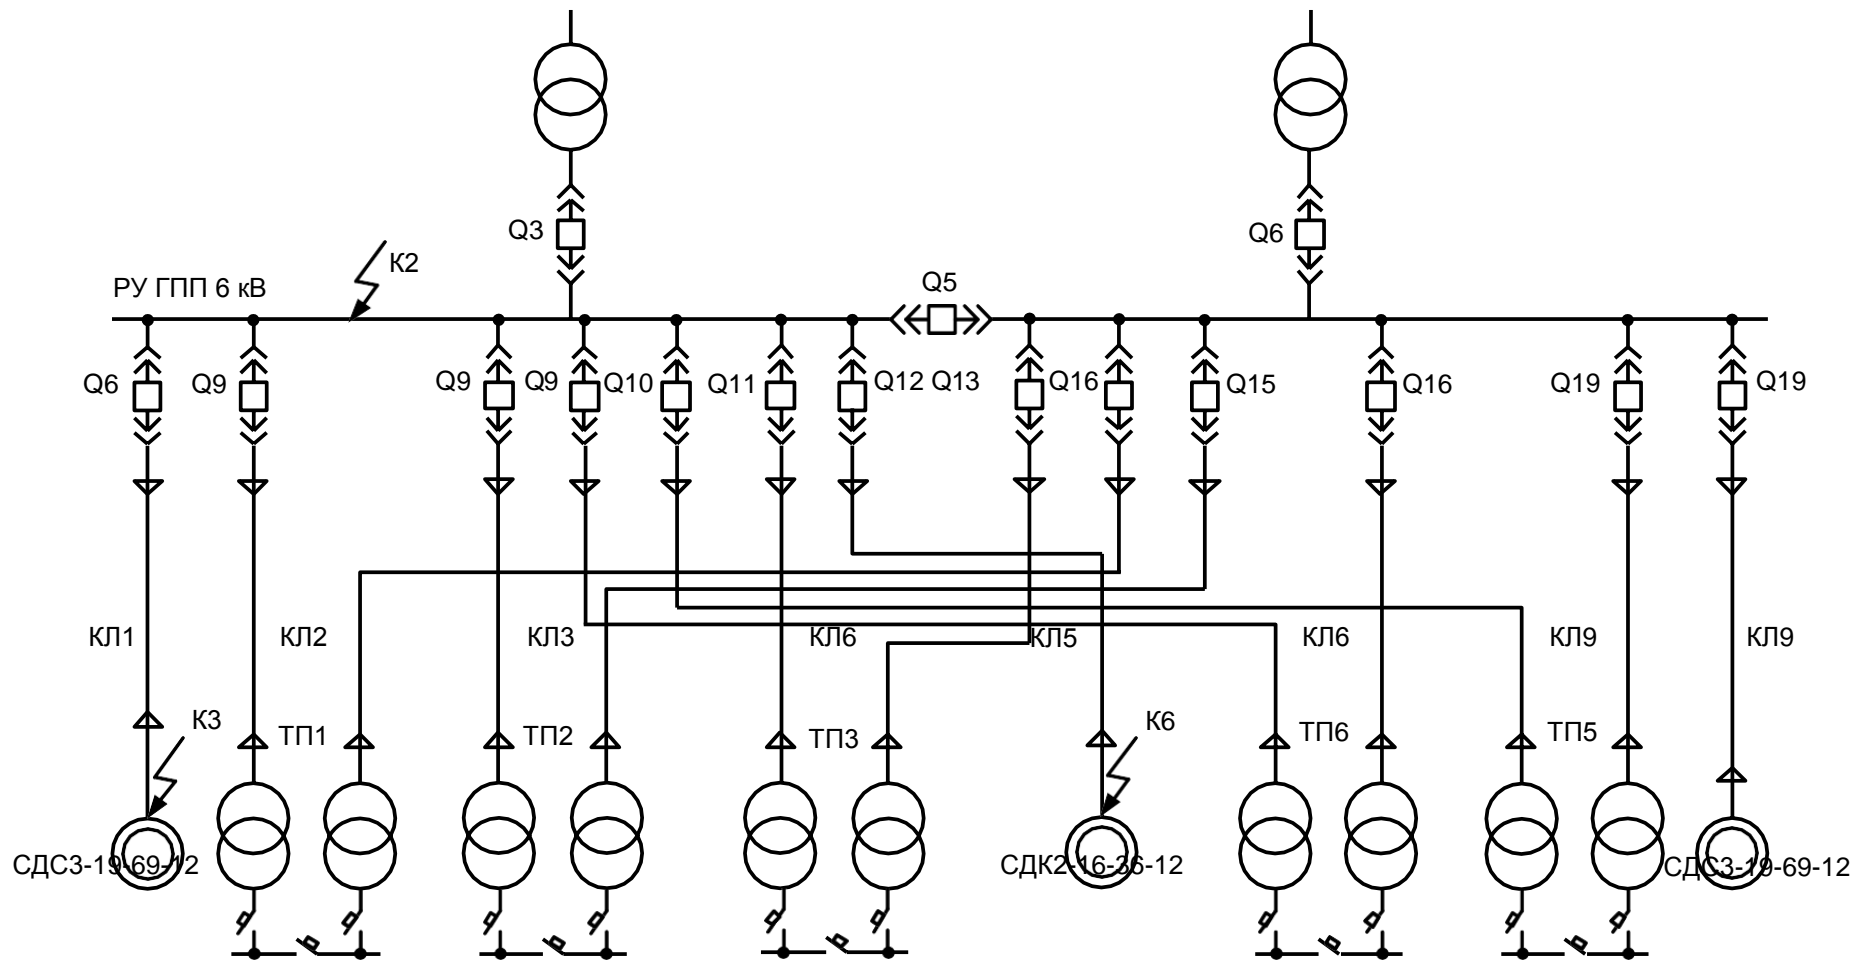 Q3
Q6
К2
РУ ГПП 6 кВ
Q5
Q6
Q9
Q9
Q9
Q10
Q11
Q12
Q13
Q16
Q15
Q16
Q19
Q19
КЛ1
КЛ2
КЛ3
КЛ6
КЛ5
КЛ6
КЛ9
КЛ9
К3
К6
ТП1
ТП2
ТП3
ТП6
ТП5
СДС3-19-69-12
СДК2-16-36-12
СДС3-19-69-12